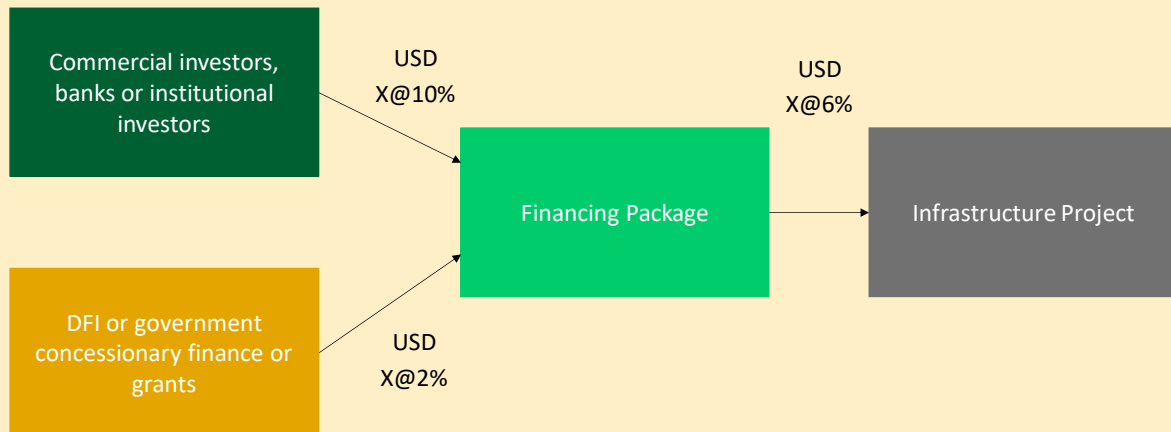 Commercial investors,
banks or institutional
investors
USD
X@10%
USD
X@6%
Financing Package
Infrastructure Project
DFI or government
concessionary finance or
grants
USD
X@2%